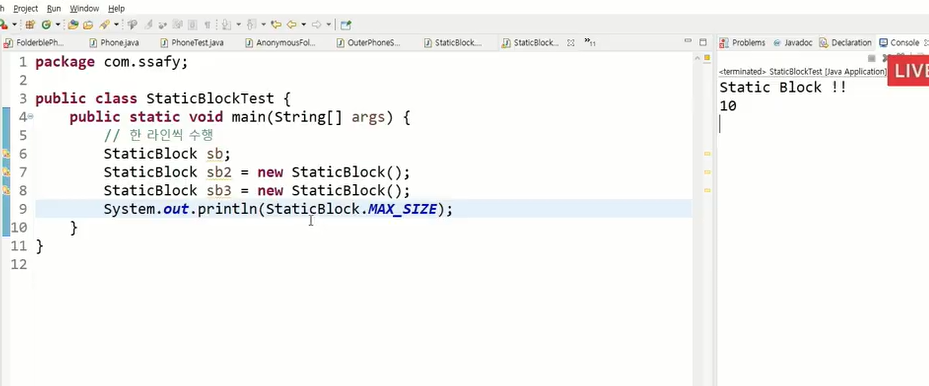 Project Run Window Help
FolderblePh... Phone.java PhoneTest.java AnonymousFol... OuterPhoneS... StaticBlock.... StaticBlock... »11
Problems Javadoc Declaration Console
LIVE
<terminated> StaticBlockTest [Java Application]
1 package com.ssafy;
2
3 public class StaticBlockTest {
4 public static void main(String[] args) {
5 // 한 라인씩 수행
6 StaticBlock sb;
7 StaticBlock sb2 = new StaticBlock();
8 StaticBlock sb3 = new StaticBlock();
9 System.out.println(StaticBlock.MAX_SIZE);
10 }
11 }
12
Static Block !!
10